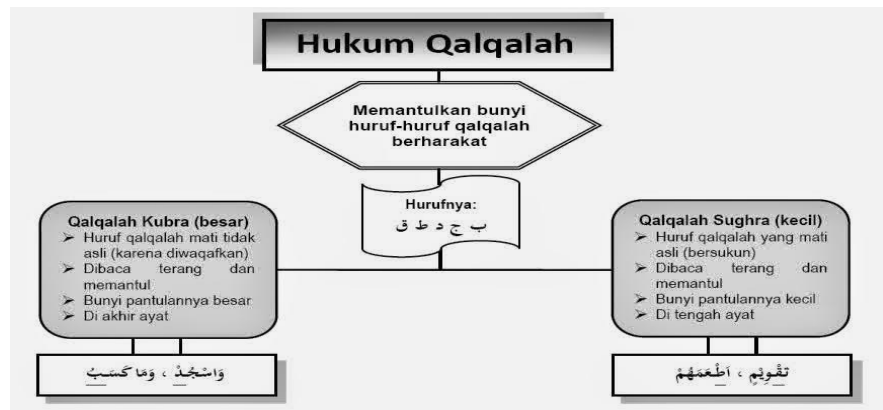 Hukum Qalqalah
Memantulkan bunyi
huruf-huruf qalqalah
berharakat
Hurufnya:
ب ج د ط ق
Qalqalah Kubra (besar)
➢ Huruf qalqalah mati tidak
asli (karena diwaqafkan)
➢ Dibaca terang dan
memantul
➢ Bunyi pantulannya besar
➢ Di akhir ayat
وَاسْجُدْ ، وَمَا كَسَبُ
Qalqalah Sughra (kecil)
➢ Huruf qalqalah yang mati
asli (bersukun)
➢ Dibaca terang dan
memantul
➢ Bunyi pantulannya kecil
➢ Di tengah ayat
تَقْوِيْمٍ ، اَطْعَمَهُمْ